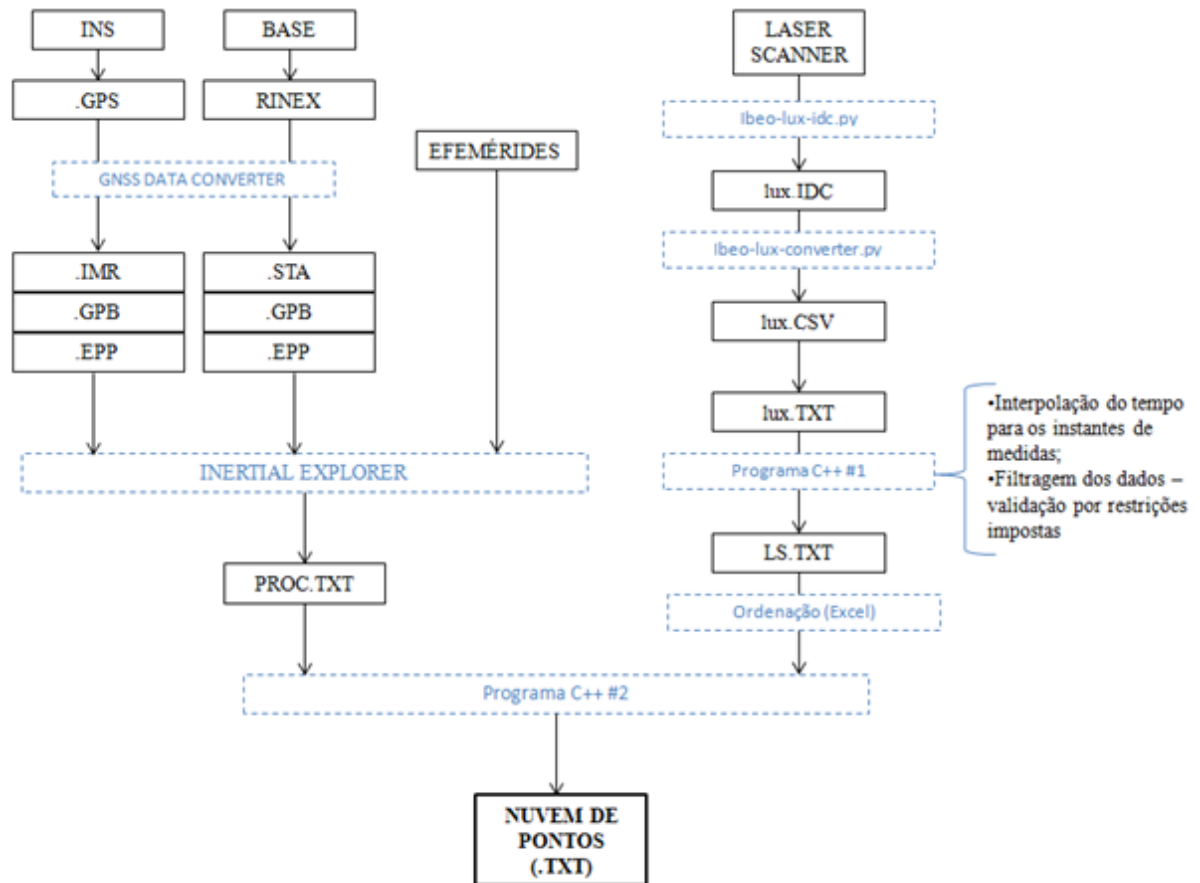 INS
BASE
LASER
SCANNER
.GPS
RINEX
Ibeo-lux-idc.py
EFEMÉRIDES
GNSS DATA CONVERTER
lux.IDC
Ibeo-lux-converter.py
.IMR
.STA
.GPB
.GPB
lux.CSV
.EPP
.EPP
lux.TXT
•Interpolação do tempo
para os instantes de
medidas;
•Filtragem dos dados –
validação por restrições
impostas
INERTIAL EXPLORER
Programa C++ #1
LS.TXT
PROC.TXT
Ordenação (Excel)
Programa C++ #2
NUVEM DE
PONTOS
(.TXT)